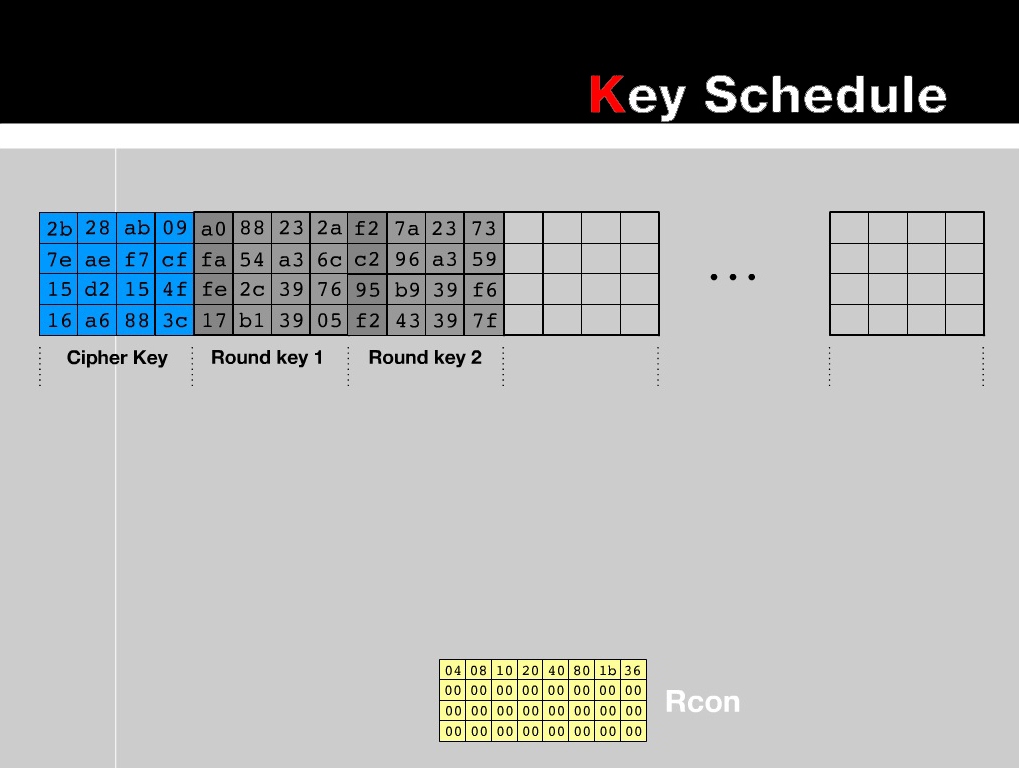 Key Schedule
2b 28 ab 09 a0 88 23 2a f2 7a 23 73
7e ae f7 cf fa 54 a3 6c c2 96 a3 59
15 d2 15 4f fe 2c 39 76 95 b9 39 f6
16 a6 88 3c 17 b1 39 05 f2 43 39 7f
...
Cipher Key Round key 1 Round key 2
04 08 10 20 40 80 1b 36
00 00 00 00 00 00 00 00
00 00 00 00 00 00 00 00
00 00 00 00 00 00 00 00
Rcon